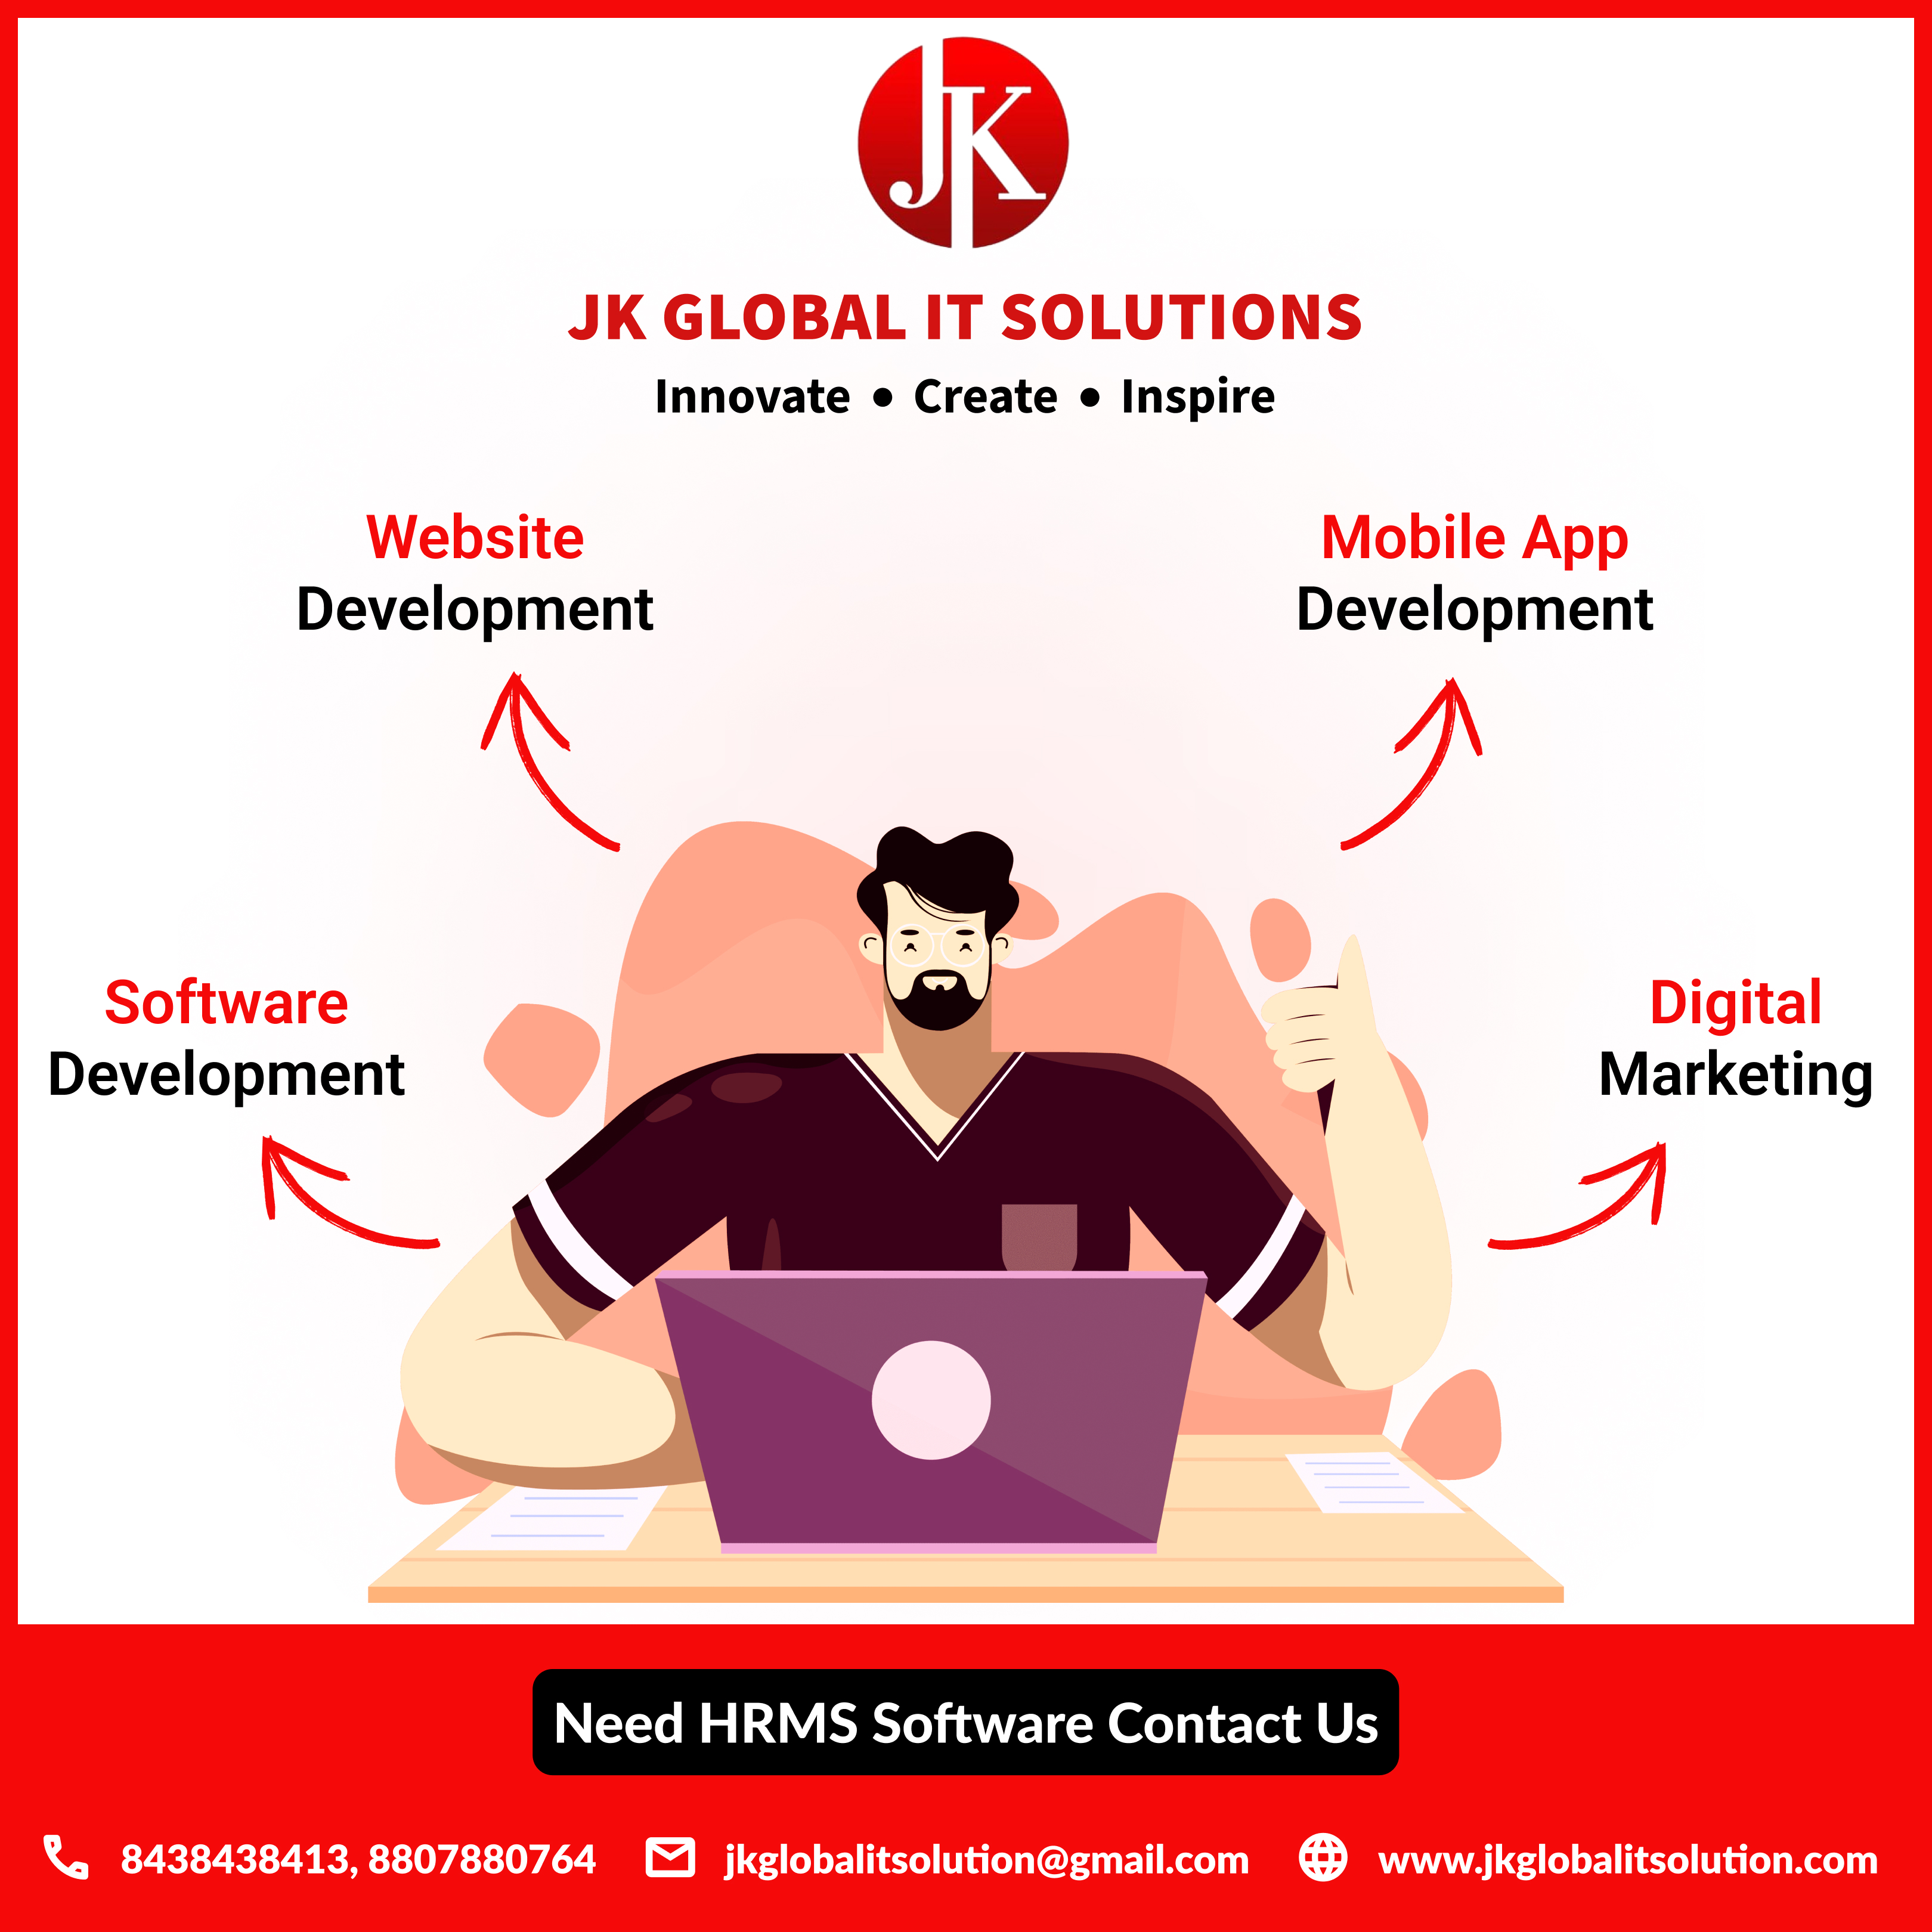 JK
JK GLOBAL IT SOLUTIONS
Innovate • Create • Inspire
Website
Development
Mobile App
Development
Software
Development
Digital
Marketing
Need HRMS Software Contact Us
8438438413, 8807880764
jkglobalitsolution@gmail.com
www.jkglobalitsolution.com